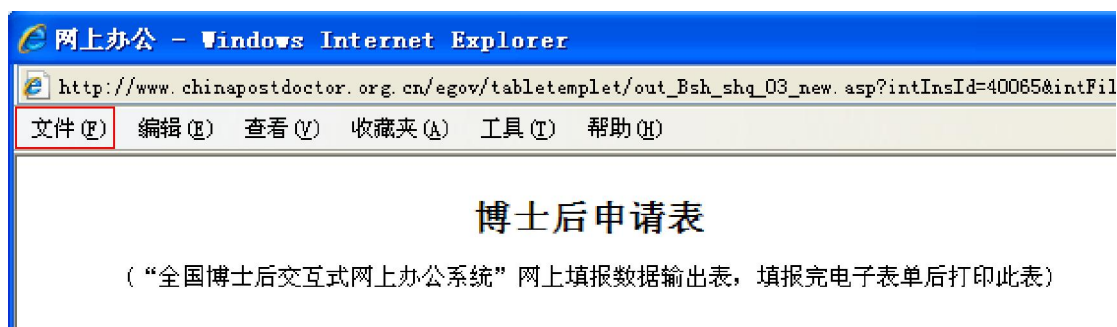 网上办公 - Windows Internet Explorer
http://www.chinapostdoctor.org.cn/egov/tabletemplet/out_Bsh_shq_03_new.asp?intInsId=40065&intFil
文件(F) 编辑(E) 查看(V) 收藏夹(A) 工具(T) 帮助(H)
博士后申请表
(“全国博士后交互式网上办公系统”网上填报数据输出表，填报完电子表单后打印此表)